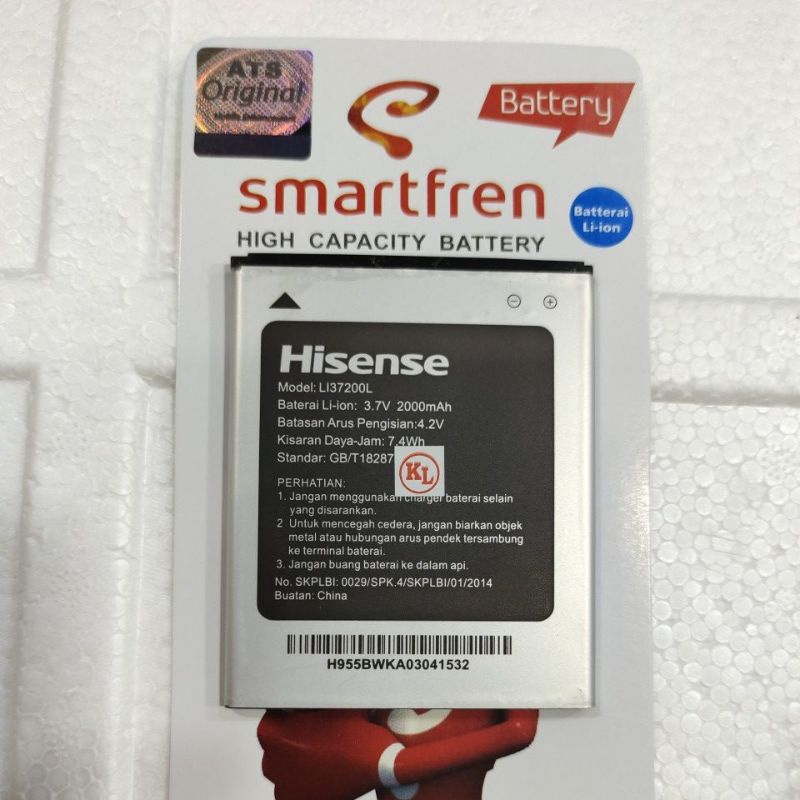 ATS
Original
Battery
smartfren
Batterai
Li-ion
HIGH CAPACITY BATTERY
Hisense
Model: LI37200L
Baterai Li-ion: 3.7V 2000mAh
Batasan Arus Pengisian:4.2V
Kisaran Daya-Jam: 7.4Wh
Standar: GB/T18287
KL
PERHATIAN:
1. Jangan menggunakan charger baterai selain
yang disarankan.
2 Untuk mencegah cedera, jangan biarkan objek
metal atau hubungan arus pendek tersambung
ke terminal baterai.
3. Jangan buang baterai ke dalam api.
No. SKPLBI: 0029/SPK.4/SKPLBI/01/2014
Buatan: China
H955BWKA03041532